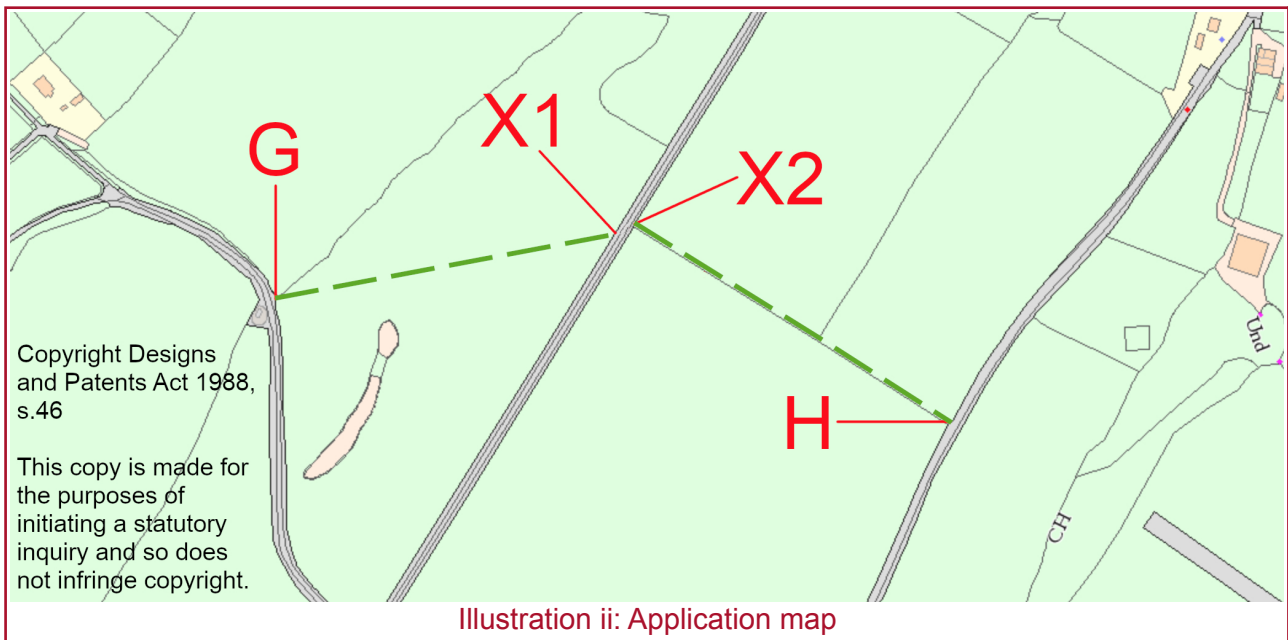 G
X1
X2
H
Copyright Designs
and Patents Act 1988,
s.46
This copy is made for
the purposes of
initiating a statutory
inquiry and so does
not infringe copyright.
Und
CH
Illustration ii: Application map